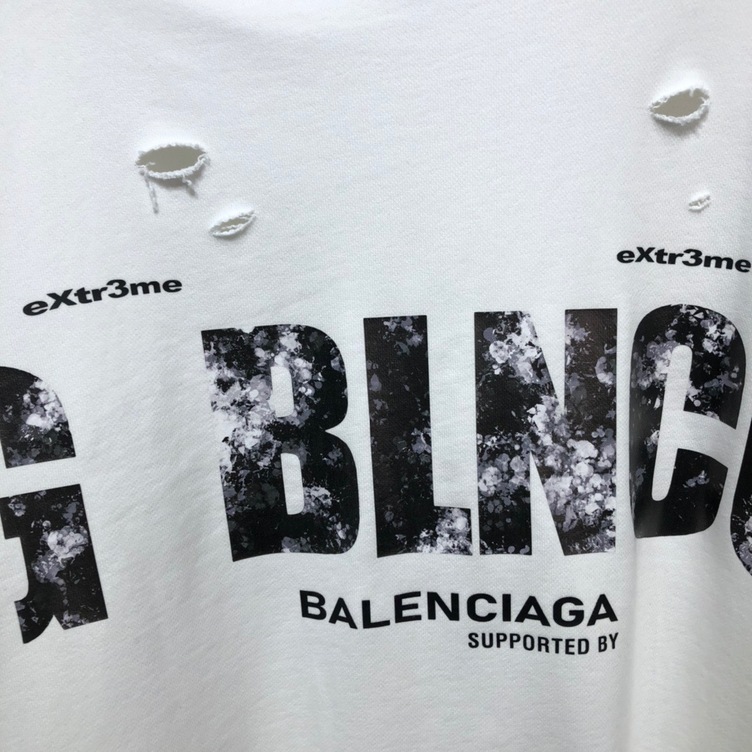 eXtr3me
eXtr3me
G BLNC
BALENCIAGA
SUPPORTED BY